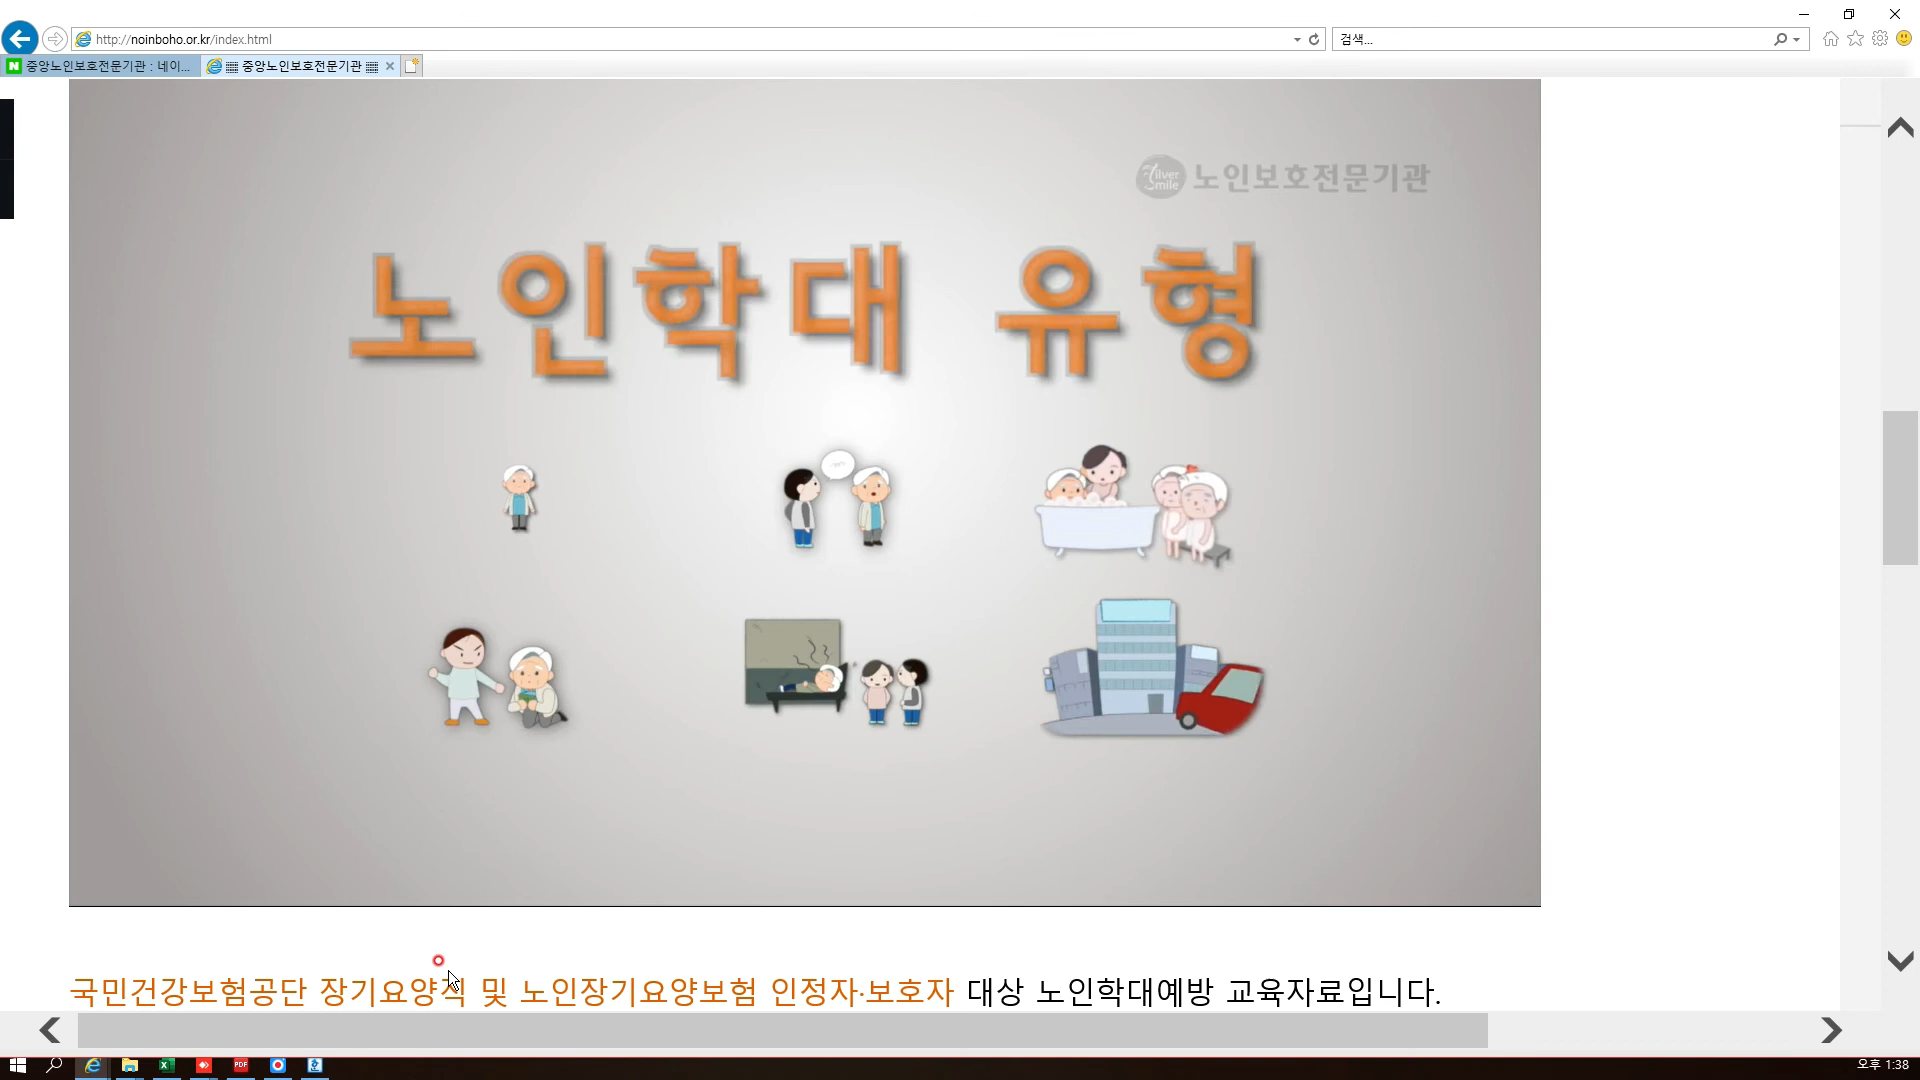 http://noinboho.or.kr/index.html
검색...
중앙노인보호전문기관 : 네이...
중앙노인보호전문기관
Silver Smile 노인보호전문기관
노인학대 유형
국민건강보험공단 장기요양직 및 노인장기요양보험 인정자·보호자 대상 노인학대예방 교육자료입니다.
PDF
오후 1:38